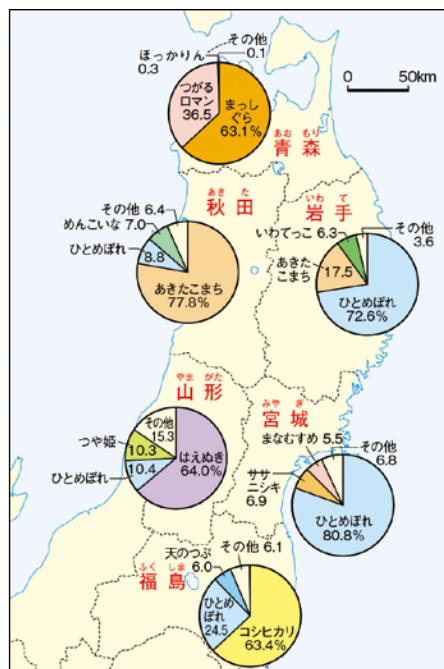 ほっかりん
0.3
その他
0.1
つがる
ロマン
36.5
まっし
ぐら
63.1%
0 50km
あお もり
青森
あき た
秋田
いわ て
岩手
その他 6.4
めんこいな 7.0
ひとめぼれ
8.8
あきたこまち
77.8%
いわてっこ 6.3
その他
3.6
あきた
こまち
17.5
ひとめぼれ
72.6%
やま がた
山形
その他
15.3
つや姫
10.3
ひとめぼれ
10.4
はえぬき
64.0%
みや ぎ
宮城
まなむすめ 5.5
その他
6.8
ササ
ニシキ
6.9
ひとめぼれ
80.8%
ふく しま
福島
天のつぶ
6.0
その他 6.1
ひとめ
ぼれ
24.5
コシヒカリ
63.4%